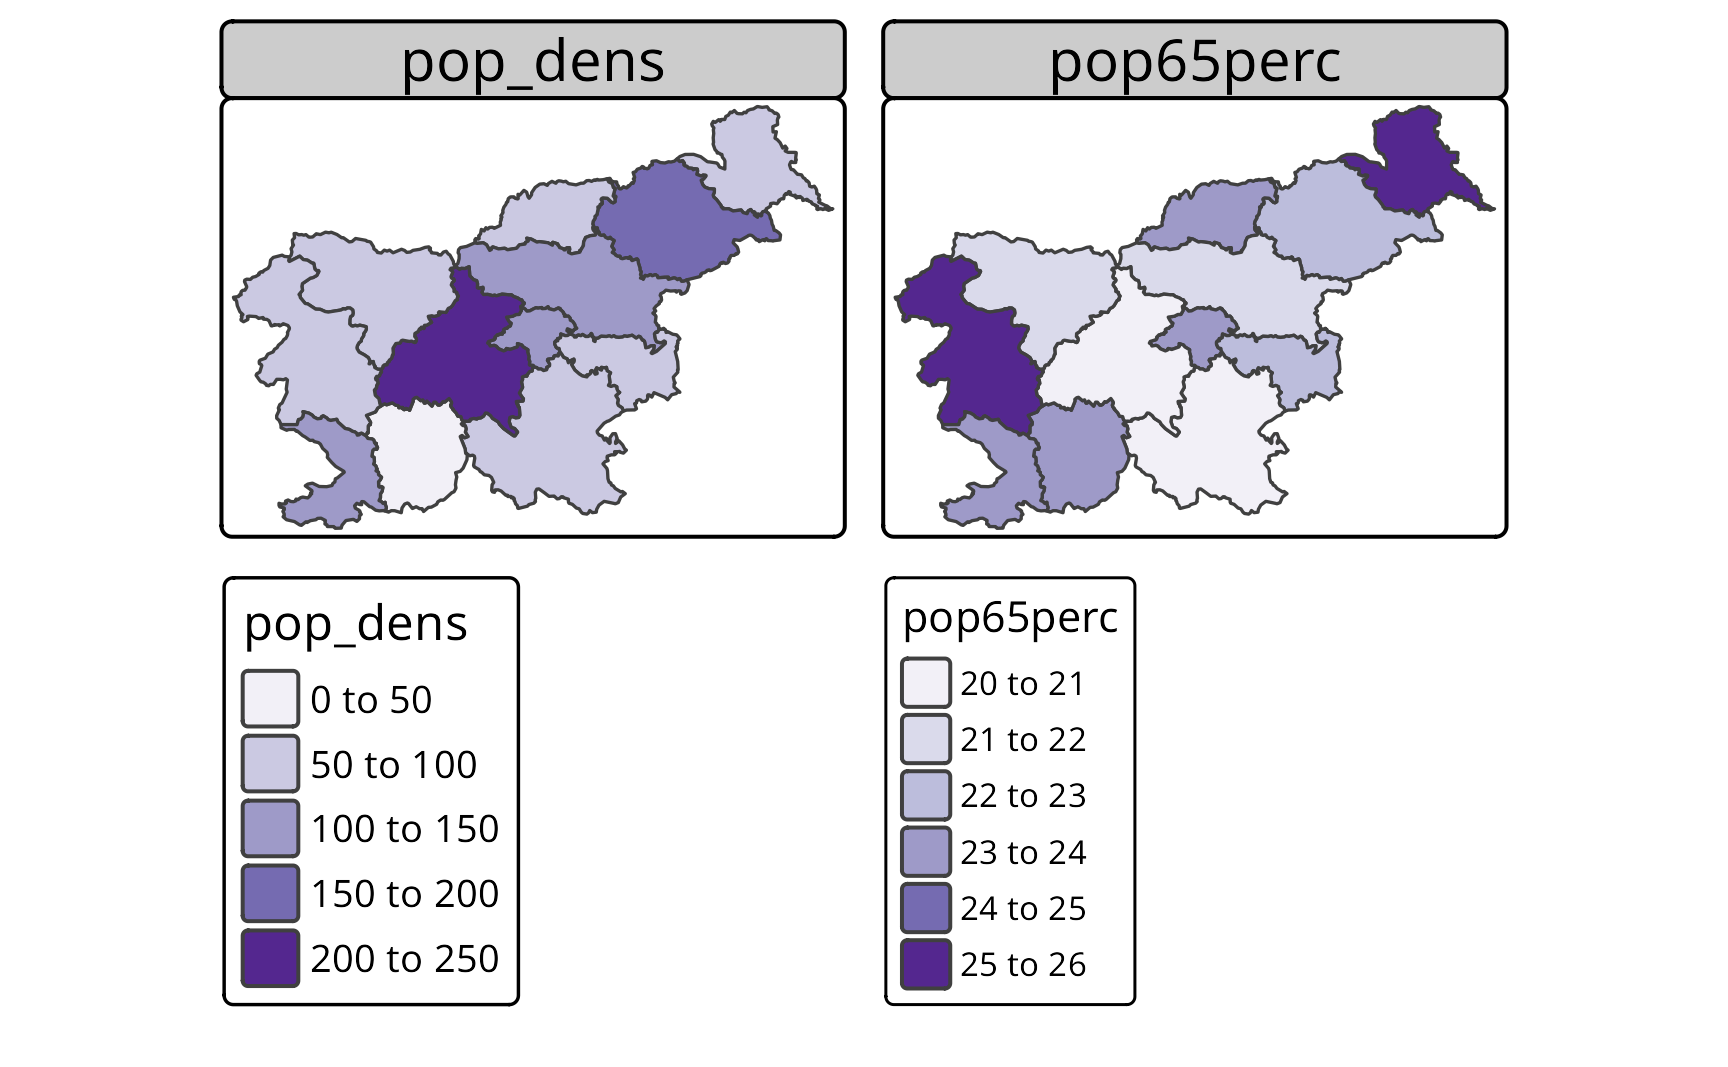 pop_dens
pop65perc
pop_dens
0 to 50
50 to 100
100 to 150
150 to 200
200 to 250
pop65perc
20 to 21
21 to 22
22 to 23
23 to 24
24 to 25
25 to 26